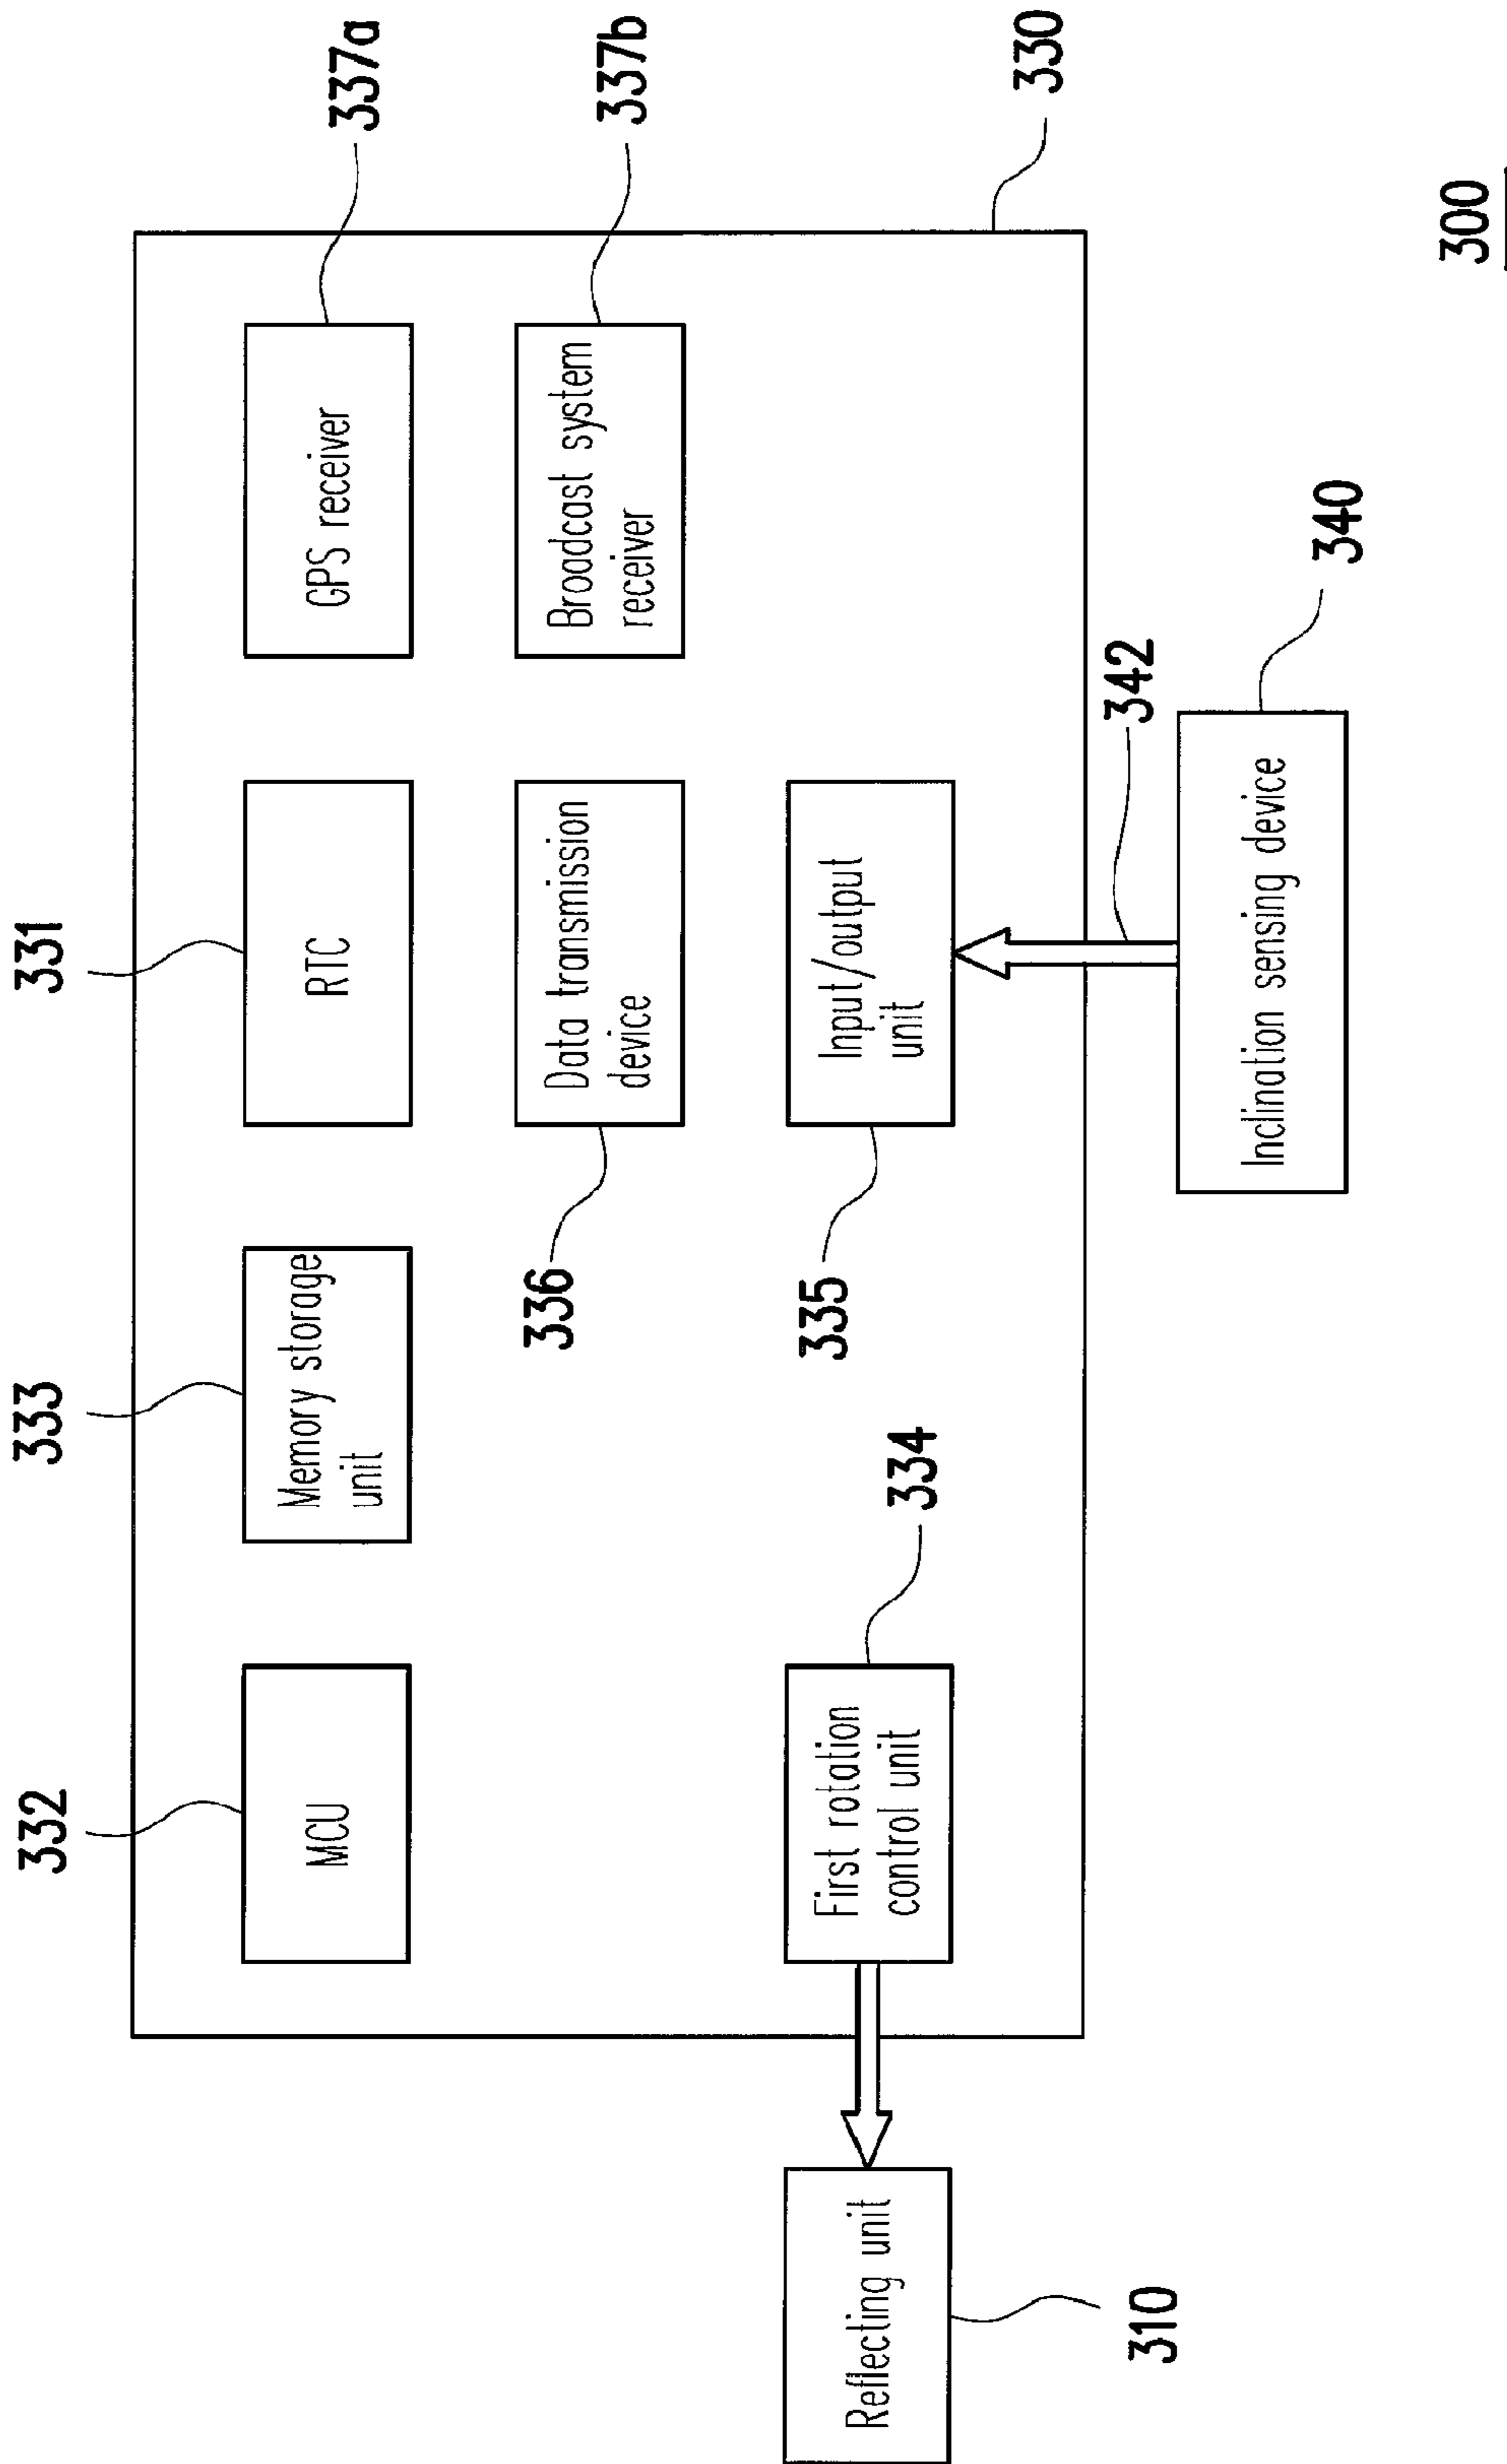 332
333
331
337a
MCU
Memory storage
unit
RTC
GPS receiver
336
Data transmission
device
Broadcast system
receiver
337b
Reflecting unit
310
First rotation
control unit
334
335
Input/output
unit
342
330
Inclination sensing device
340
300